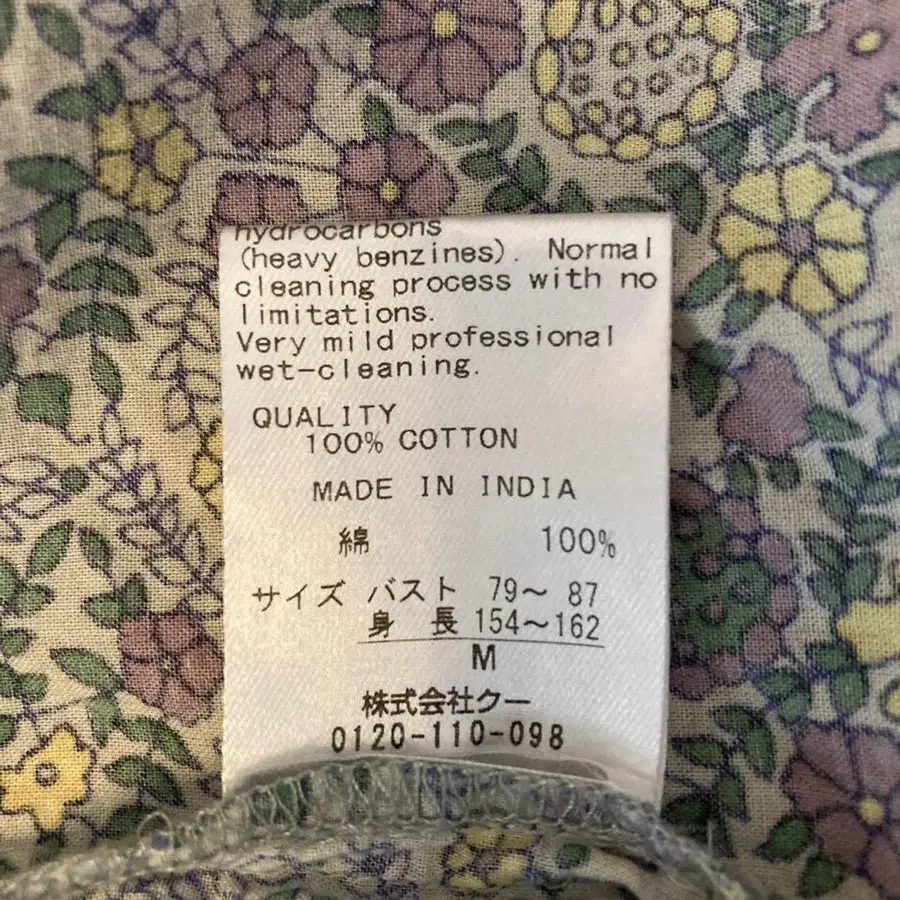 hydrocarbons
(heavy benzines). Normal
cleaning process with no
limitations.
Very mild professional
wet-cleaning.
QUALITY
100% COTTON
MADE IN INDIA
綿 100%
サイズ バスト 79～ 87
身 長 154～162
M
株式会社クー
0120-110-098